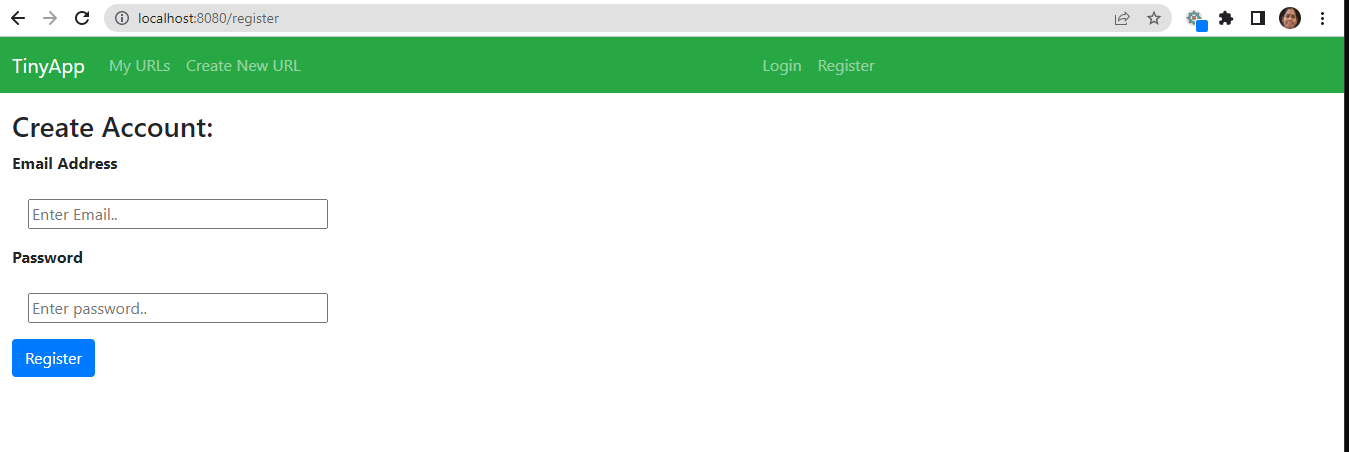 localhost:8080/register
TinyApp My URLs Create New URL Login Register
Create Account:
Email Address
Enter Email..
Password
Enter password..
Register